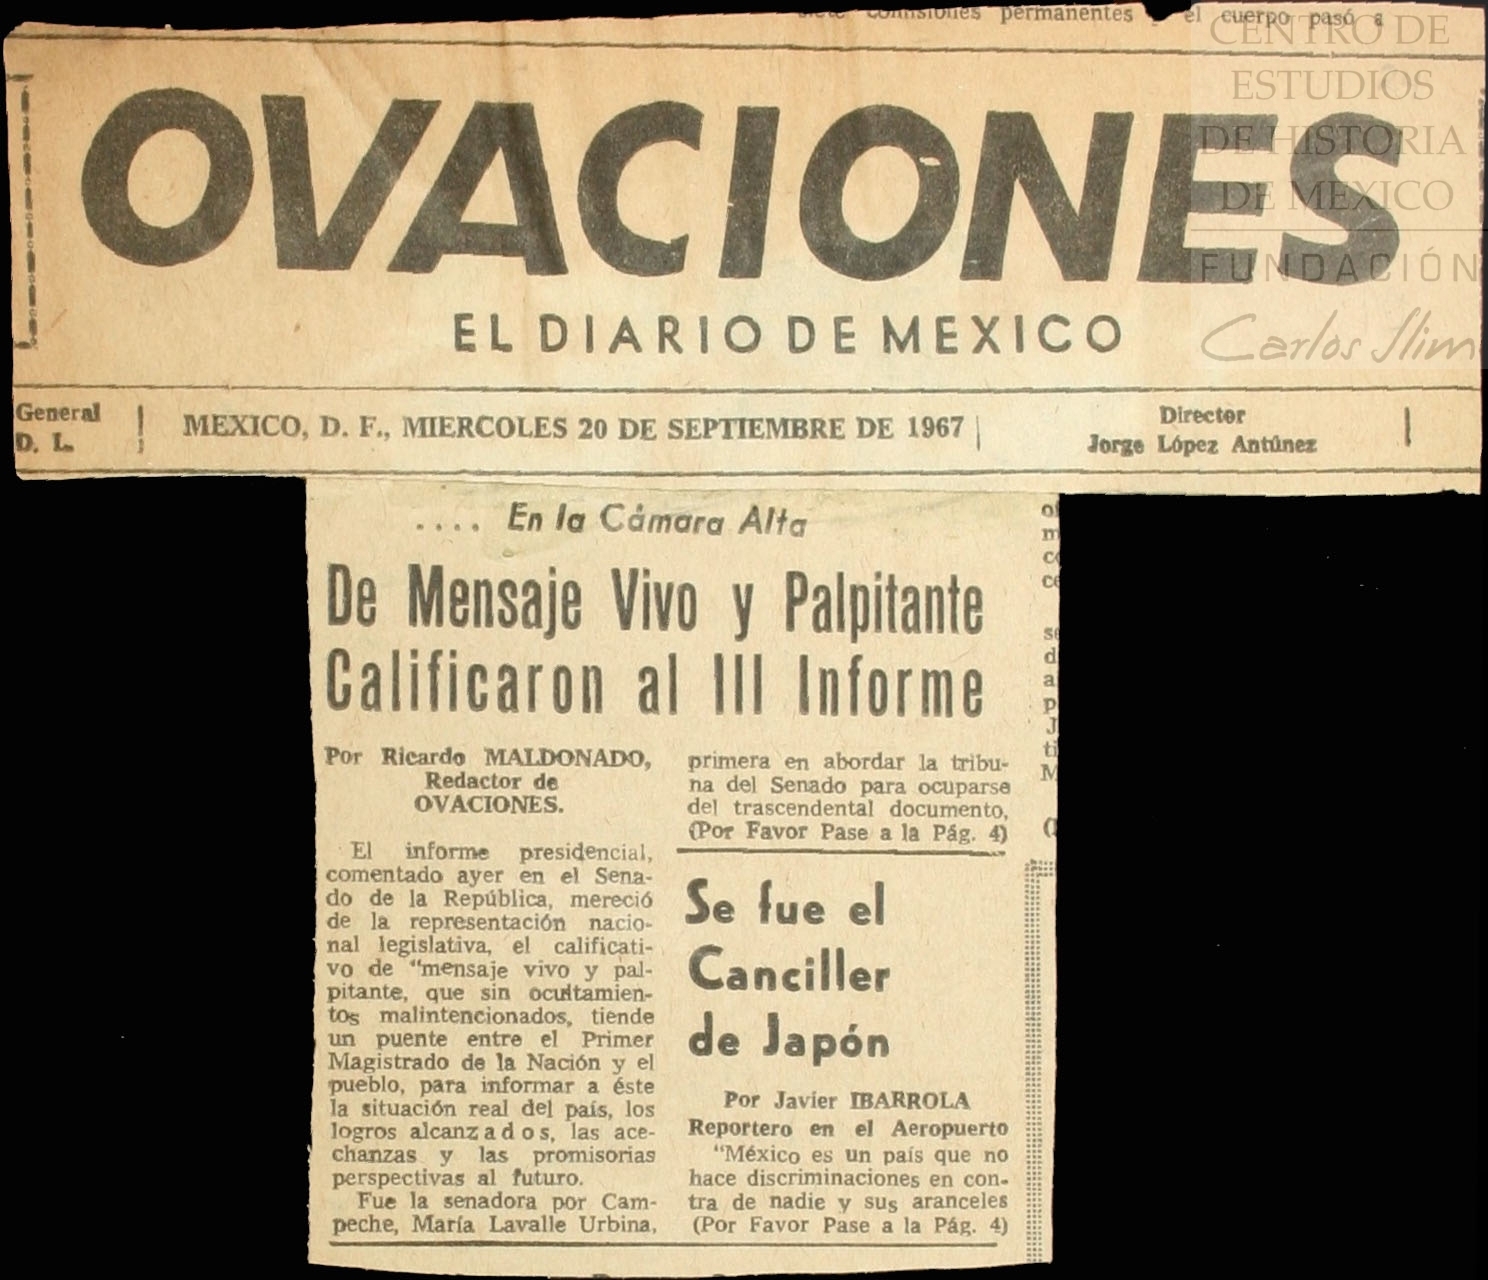 siete comisiones permanentes y el cuerpo pasó a
CENTRO DE
ESTUDIOS
DE HISTORIA
DE MEXICO
FUNDACIÓN
Carlos Slim
OVACIONES
EL DIARIO DE MEXICO
General
D. L.
MEXICO, D. F., MIERCOLES 20 DE SEPTIEMBRE DE 1967
Director
Jorge López Antúnez
.... En la Cámara Alta
De Mensaje Vivo y Palpitante
Calificaron al III Informe
Por Ricardo MALDONADO,
Redactor de
OVACIONES.
El informe presidencial,
comentado ayer en el Sena-
do de la República, mereció
de la representación nacio-
nal legislativa, el calificati-
vo de "mensaje vivo y pal-
pitante, que sin ocultamien-
tos malintencionados, tiende
un puente entre el Primer
Magistrado de la Nación y el
pueblo, para informar a éste
la situación real del país, los
logros alcanzados, las ace-
chanzas y las promisorias
perspectivas al futuro.
Fue la senadora por Cam-
peche, María Lavalle Urbina,
primera en abordar la tribu-
na del Senado para ocuparse
del trascendental documento,
(Por Favor Pase a la Pág. 4)
Se fue el
Canciller
de Japón
Por Javier IBARROLA
Reportero en el Aeropuerto
"México es un país que no
hace discriminaciones en con-
tra de nadie y sus aranceles
(Por Favor Pase a la Pág. 4)